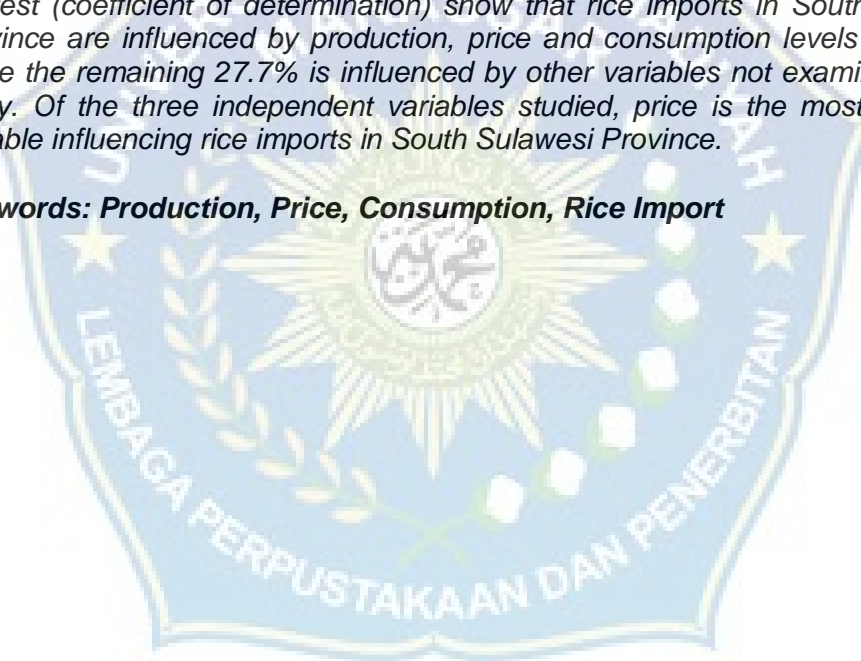 est (coefficient of determination) show that rice imports in South
vince are influenced by production, price and consumption levels
e the remaining 27.7% is influenced by other variables not exami
y. Of the three independent variables studied, price is the most
able influencing rice imports in South Sulawesi Province.
words: Production, Price, Consumption, Rice Import
LEMBAGA PERPUSTAKAAN DAN PENERBITAN